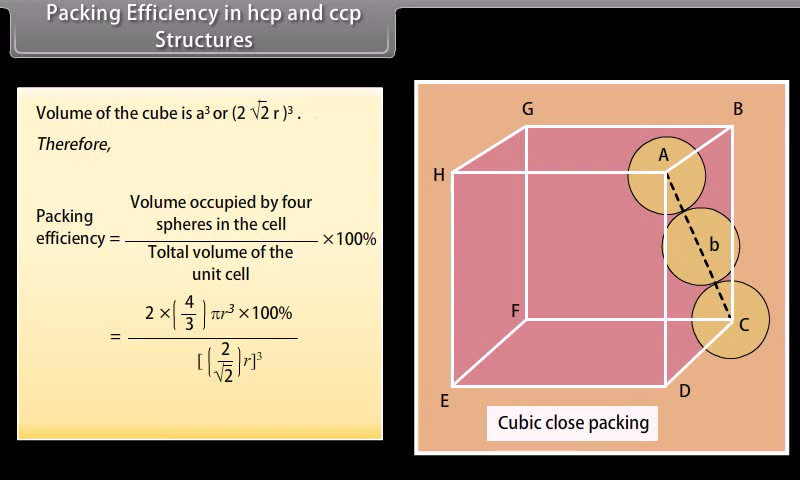 Packing Efficiency in hcp and ccp
Structures
Volume of the cube is a³ or (2 √2 r )³ .
Therefore,
Packing efficiency = Volume occupied by four spheres in the cell / Toltal volume of the unit cell ×100%
= 2 ×(4/3) πr³ ×100% / [(2/√2)r]³
G
B
A
H
b
F
C
E
D
Cubic close packing